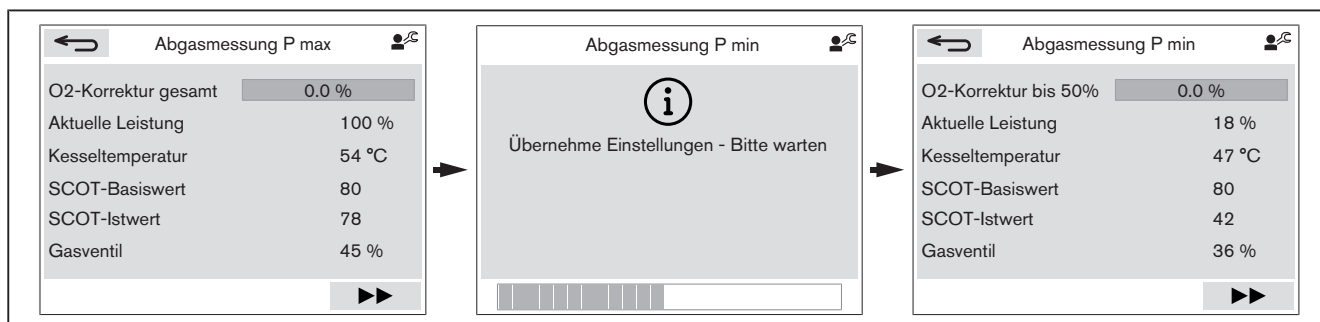 Abgasmessung P max
O2-Korrektur gesamt 0.0 %
Aktuelle Leistung 100 %
Kesseltemperatur 54 °C
SCOT-Basiswert 80
SCOT-Istwert 78
Gasventil 45 %
Abgasmessung P min
Übernehme Einstellungen - Bitte warten
Abgasmessung P min
O2-Korrektur bis 50% 0.0 %
Aktuelle Leistung 18 %
Kesseltemperatur 47 °C
SCOT-Basiswert 80
SCOT-Istwert 42
Gasventil 36 %